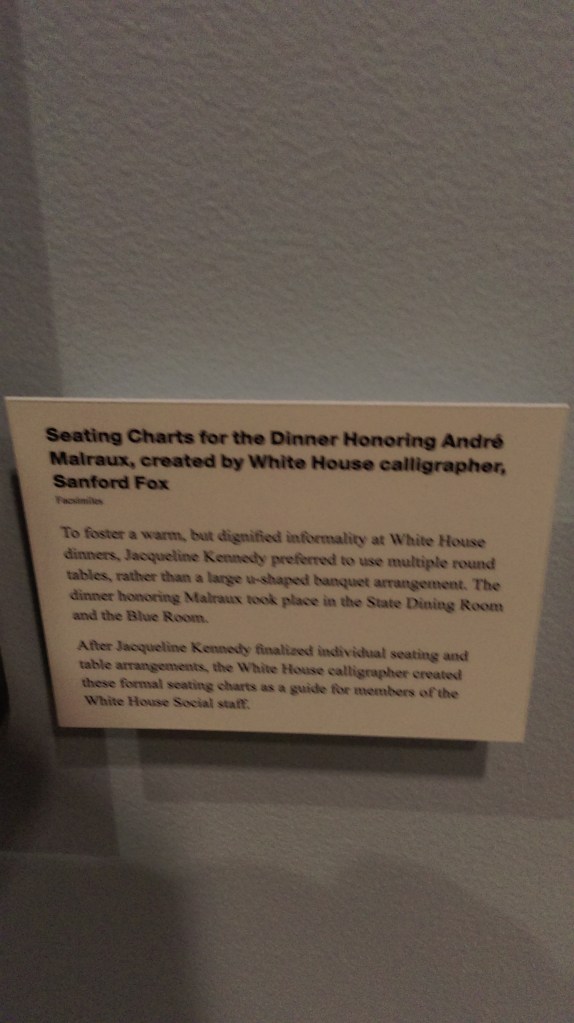 Seating Charts for the Dinner Honoring André
Malraux, created by White House calligrapher,
Sanford Fox
Facsimiles
To foster a warm, but dignified informality at White House
dinners, Jacqueline Kennedy preferred to use multiple round
tables, rather than a large u-shaped banquet arrangement. The
dinner honoring Malraux took place in the State Dining Room
and the Blue Room.
After Jacqueline Kennedy finalized individual seating and
table arrangements, the White House calligrapher created
these formal seating charts as a guide for members of the
White House Social staff.